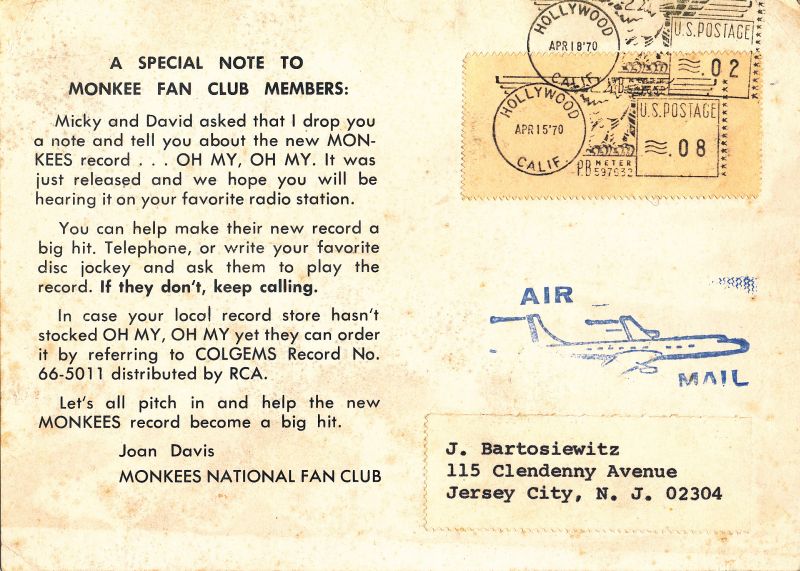 A SPECIAL NOTE TO
MONKEE FAN CLUB MEMBERS:
Micky and David asked that I drop you
a note and tell you about the new MON-
KEES record . . . OH MY, OH MY. It was
just released and we hope you will be
hearing it on your favorite radio station.
You can help make their new record a
big hit. Telephone, or write your favorite
disc jockey and ask them to play the
record. If they don't, keep calling.
In case your local record store hasn't
stocked OH MY, OH MY yet they can order
it by referring to COLGEMS Record No.
66-5011 distributed by RCA.
Let's all pitch in and help the new
MONKEES record become a big hit.
Joan Davis
MONKEES NATIONAL FAN CLUB
HOLLYWOOD
APR 18 '70
CALIF.
U.S. POSTAGE
.02
HOLLYWOOD
APR 15 '70
CALIF.
P.B METER
597932
U.S. POSTAGE
.08
AIR
MAIL
J. Bartosiewitz
115 Clendenny Avenue
Jersey City, N. J. 02304